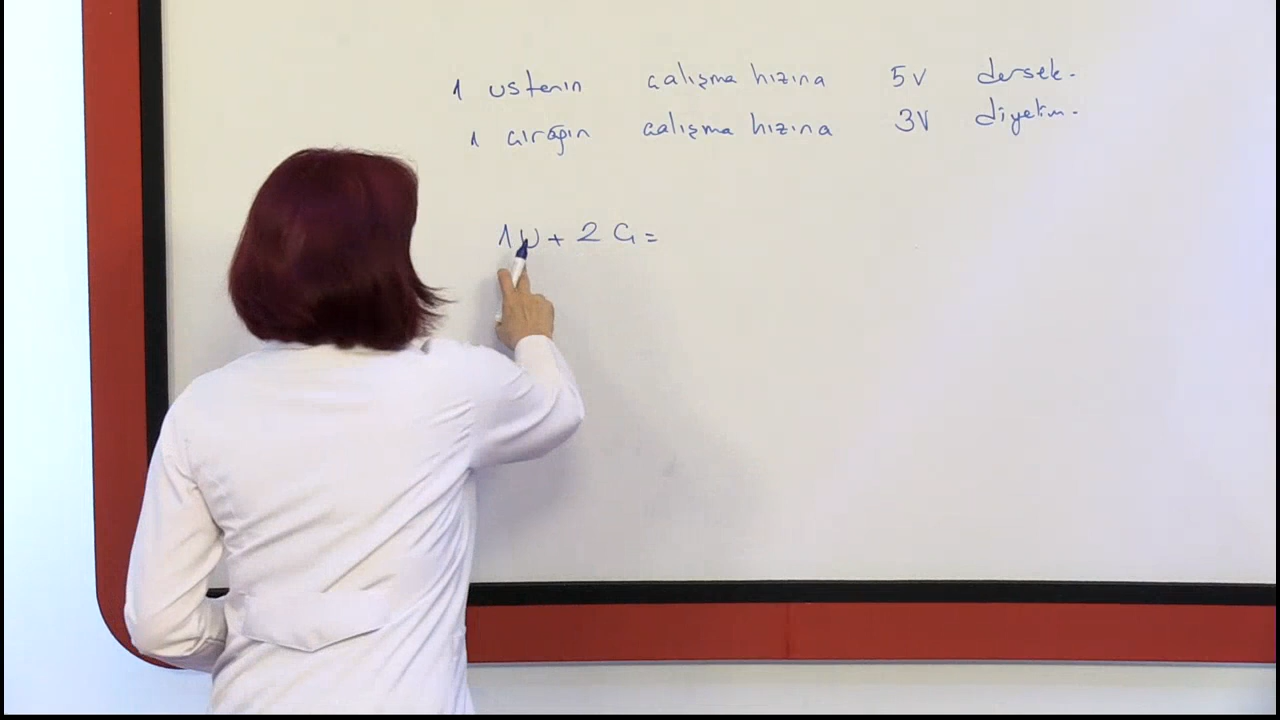 1 ustanın çalışma hızına 5V dersek.
1 çırağın çalışma hızına 3V diyelim.
1U + 2 Ç =